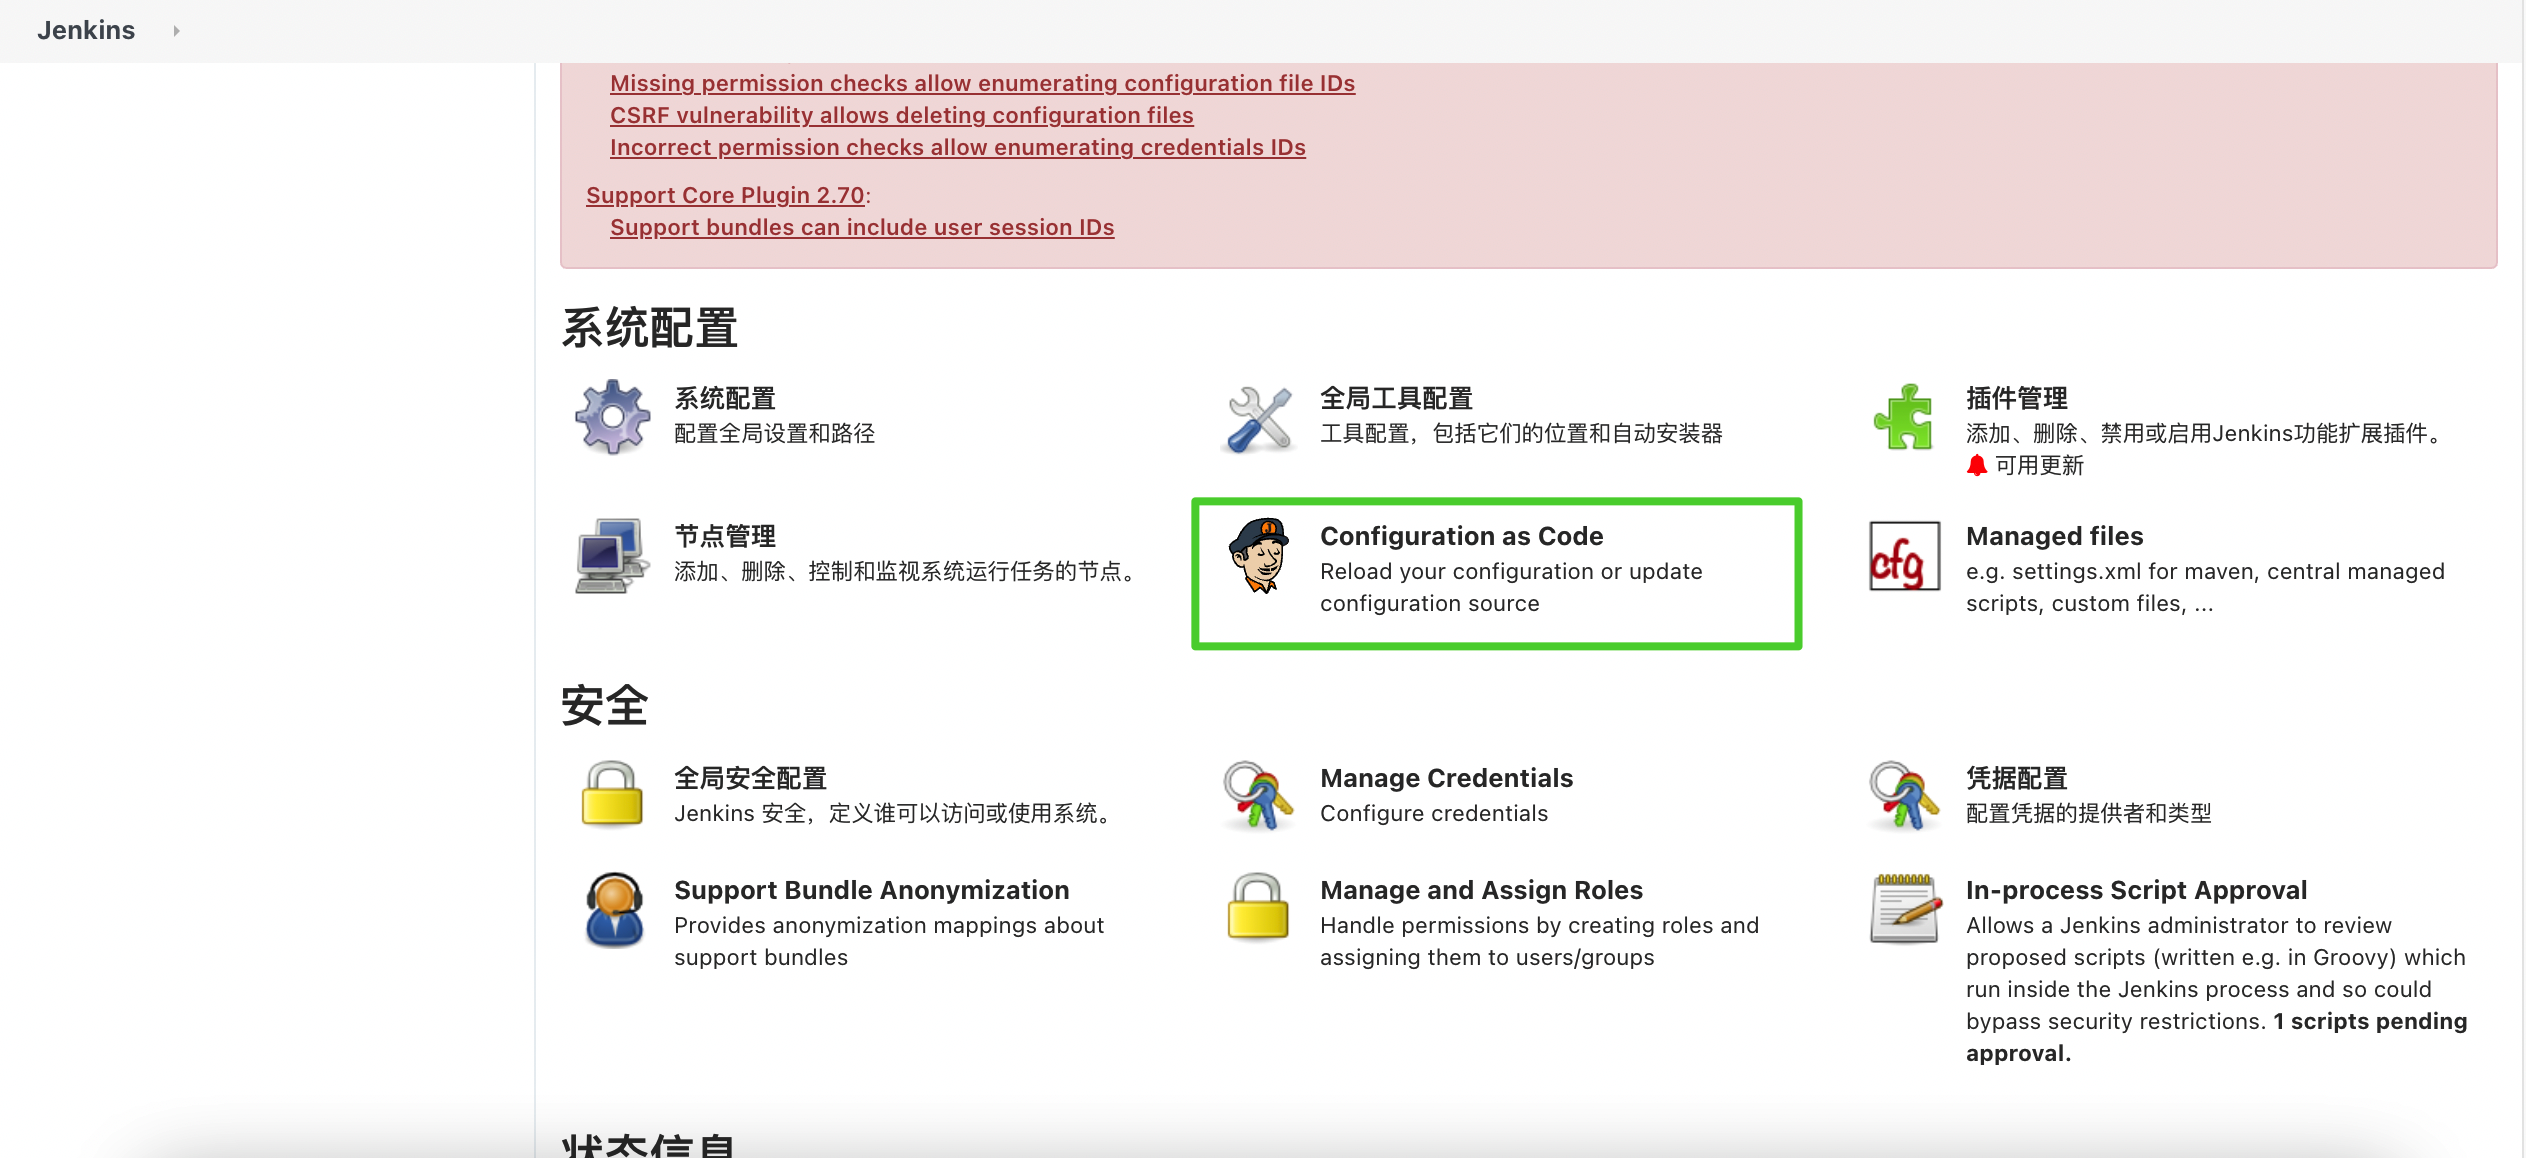 Jenkins
Missing permission checks allow enumerating configuration file IDs
CSRF vulnerability allows deleting configuration files
Incorrect permission checks allow enumerating credentials IDs
Support Core Plugin 2.70:
Support bundles can include user session IDs
系统配置
系统配置
配置全局设置和路径
全局工具配置
工具配置，包括它们的位置和自动安装器
插件管理
添加、删除、禁用或启用Jenkins功能扩展插件。
可用更新
节点管理
添加、删除、控制和监视系统运行任务的节点。
Configuration as Code
Reload your configuration or update
configuration source
cfg
Managed files
e.g. settings.xml for maven, central managed
scripts, custom files, ...
安全
全局安全配置
Jenkins 安全，定义谁可以访问或使用系统。
Manage Credentials
Configure credentials
凭据配置
配置凭据的提供者和类型
Support Bundle Anonymization
Provides anonymization mappings about
support bundles
Manage and Assign Roles
Handle permissions by creating roles and
assigning them to users/groups
In-process Script Approval
Allows a Jenkins administrator to review
proposed scripts (written e.g. in Groovy) which
run inside the Jenkins process and so could
bypass security restrictions. 1 scripts pending
approval.
状态信息